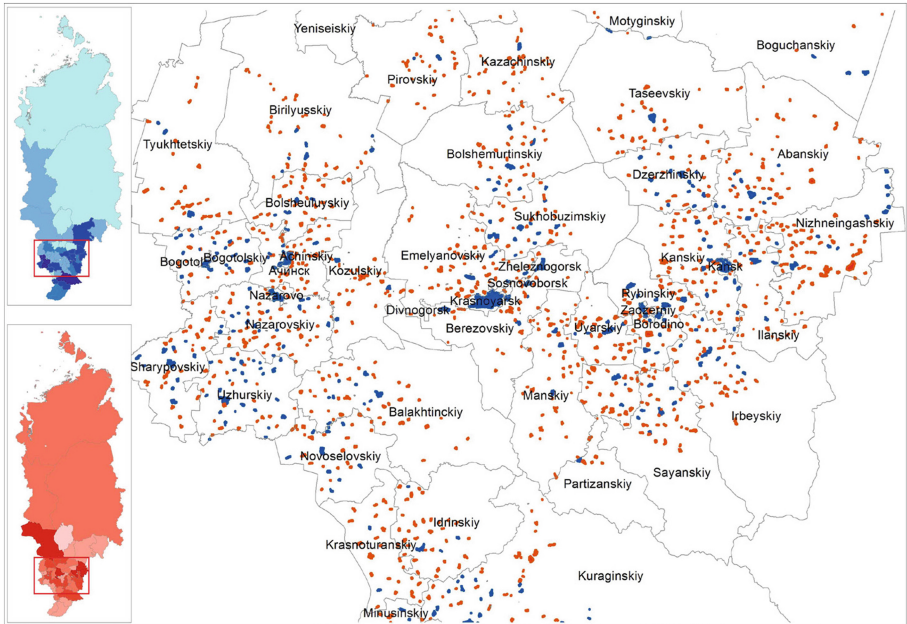 Motyginskiy
Yeniseiskiy
Boguchanskiy
Kazachinskiy
Pirovskiy
Taseevskiy
Birilyusskiy
Tyukhtetskiy
Bolshemurtinskiy
Abanskiy
Dzerzhinskiy
Bolsheuluyskiy
Sukhobuzimskiy
Nizhneingashskiy
Bogotol
Bogotolskiy
Achinskiy
Emelyanovskiy
Kanskiy
Zheleznogorsk
Kansk
Ачинск
Kozulskiy
Sosnovoborsk
Nazarovo
Krasnoyarsk
Rybinskiy
Divnogorsk
Zaozerniy
Nazarovskiy
Berezovskiy
Uyarskiy
Borodino
Ilanskiy
Sharypovskiy
Uzhurskiy
Manskiy
Balakhtinckiy
Irbeyskiy
Novoselovskiy
Sayanskiy
Partizanskiy
Idrinskiy
Krasnoturanskiy
Kuraginskiy
Minusinskiy